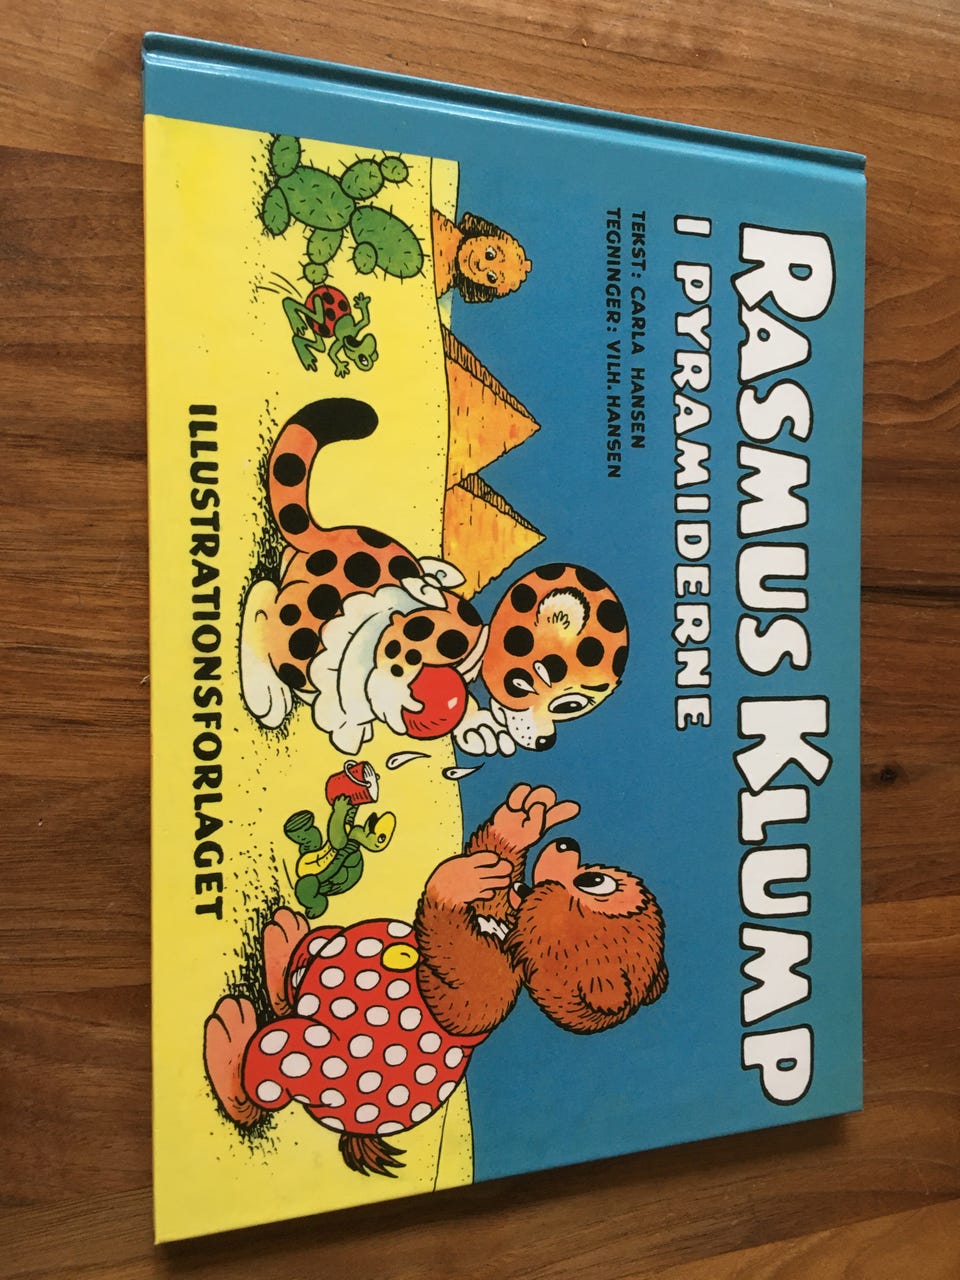 RASMUS KLUMP
I PYRAMIDERNE
TEKST: CARLA HANSEN
TEGNINGER: VILH. HANSEN
ILLUSTRATIONSFORLAGET